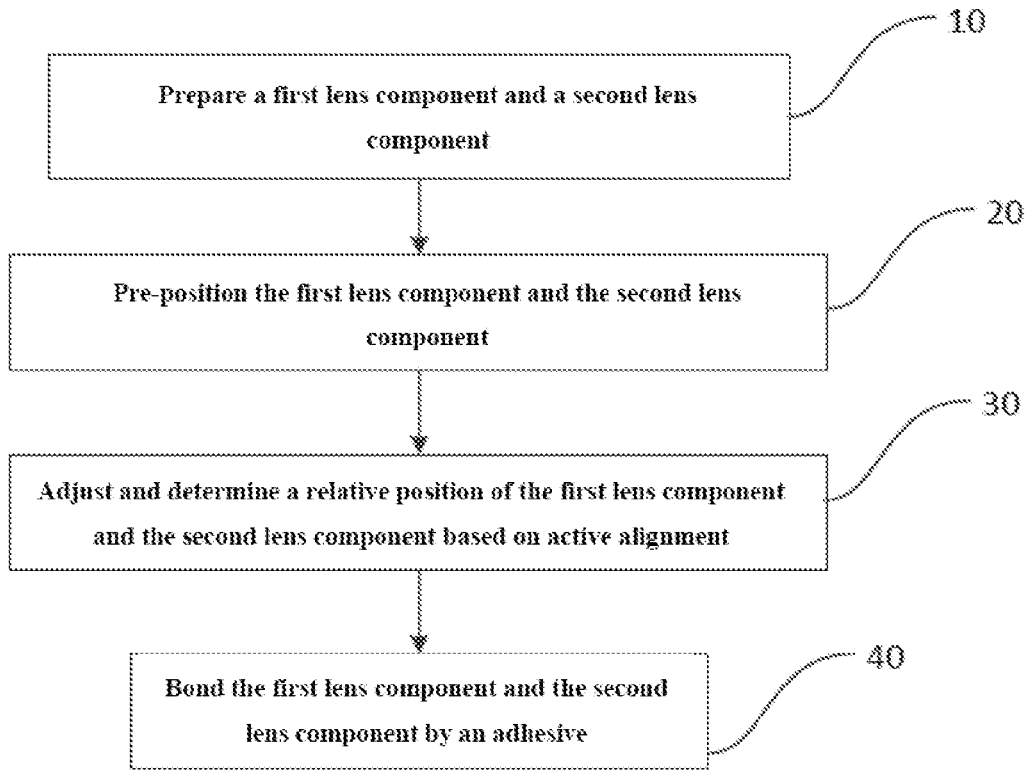 10
Prepare a first lens component and a second lens
component
20
Pre-position the first lens component and the second lens
component
30
Adjust and determine a relative position of the first lens component
and the second lens component based on active alignment
40
Bond the first lens component and the second
lens component by an adhesive